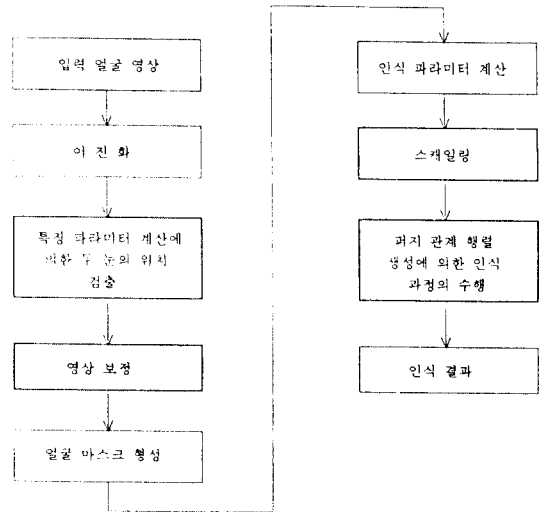 입력 얼굴 영상
이 진 화
특징 파라미터 계산에
의한 두 눈의 위치
검출
영상 보정
얼굴 마스크 형성
인식 파라미터 계산
스캐일링
퍼지 관계 행렬
생성에 의한 인식
과정의 수행
인식 결과